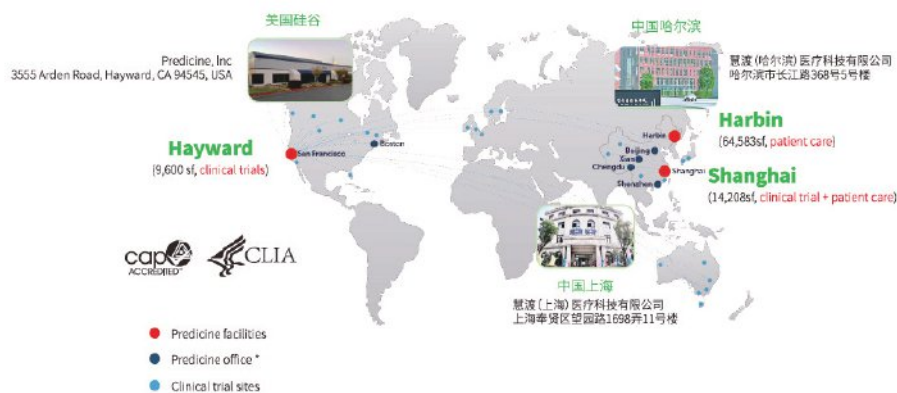 美国硅谷
Predicine, Inc
3555 Arden Road, Hayward, CA 94545, USA
中国哈尔滨
慧渡(哈尔滨)医疗科技有限公司
哈尔滨市长江路368号5号楼
Hayward
(9,600 sf, clinical trials)
San Francisco
Boston
Harbin
Beijing
Xian
Chengdu
Shanghai
Shenzhen
Harbin
(64,583sf, patient care)
Shanghai
(14,208sf, clinical trial + patient care)
中国上海
慧渡(上海)医疗科技有限公司
上海奉贤区望园路1698弄11号楼
cap
ACCREDITED
CLIA
Predicine facilities
Predicine office *
Clinical trial sites